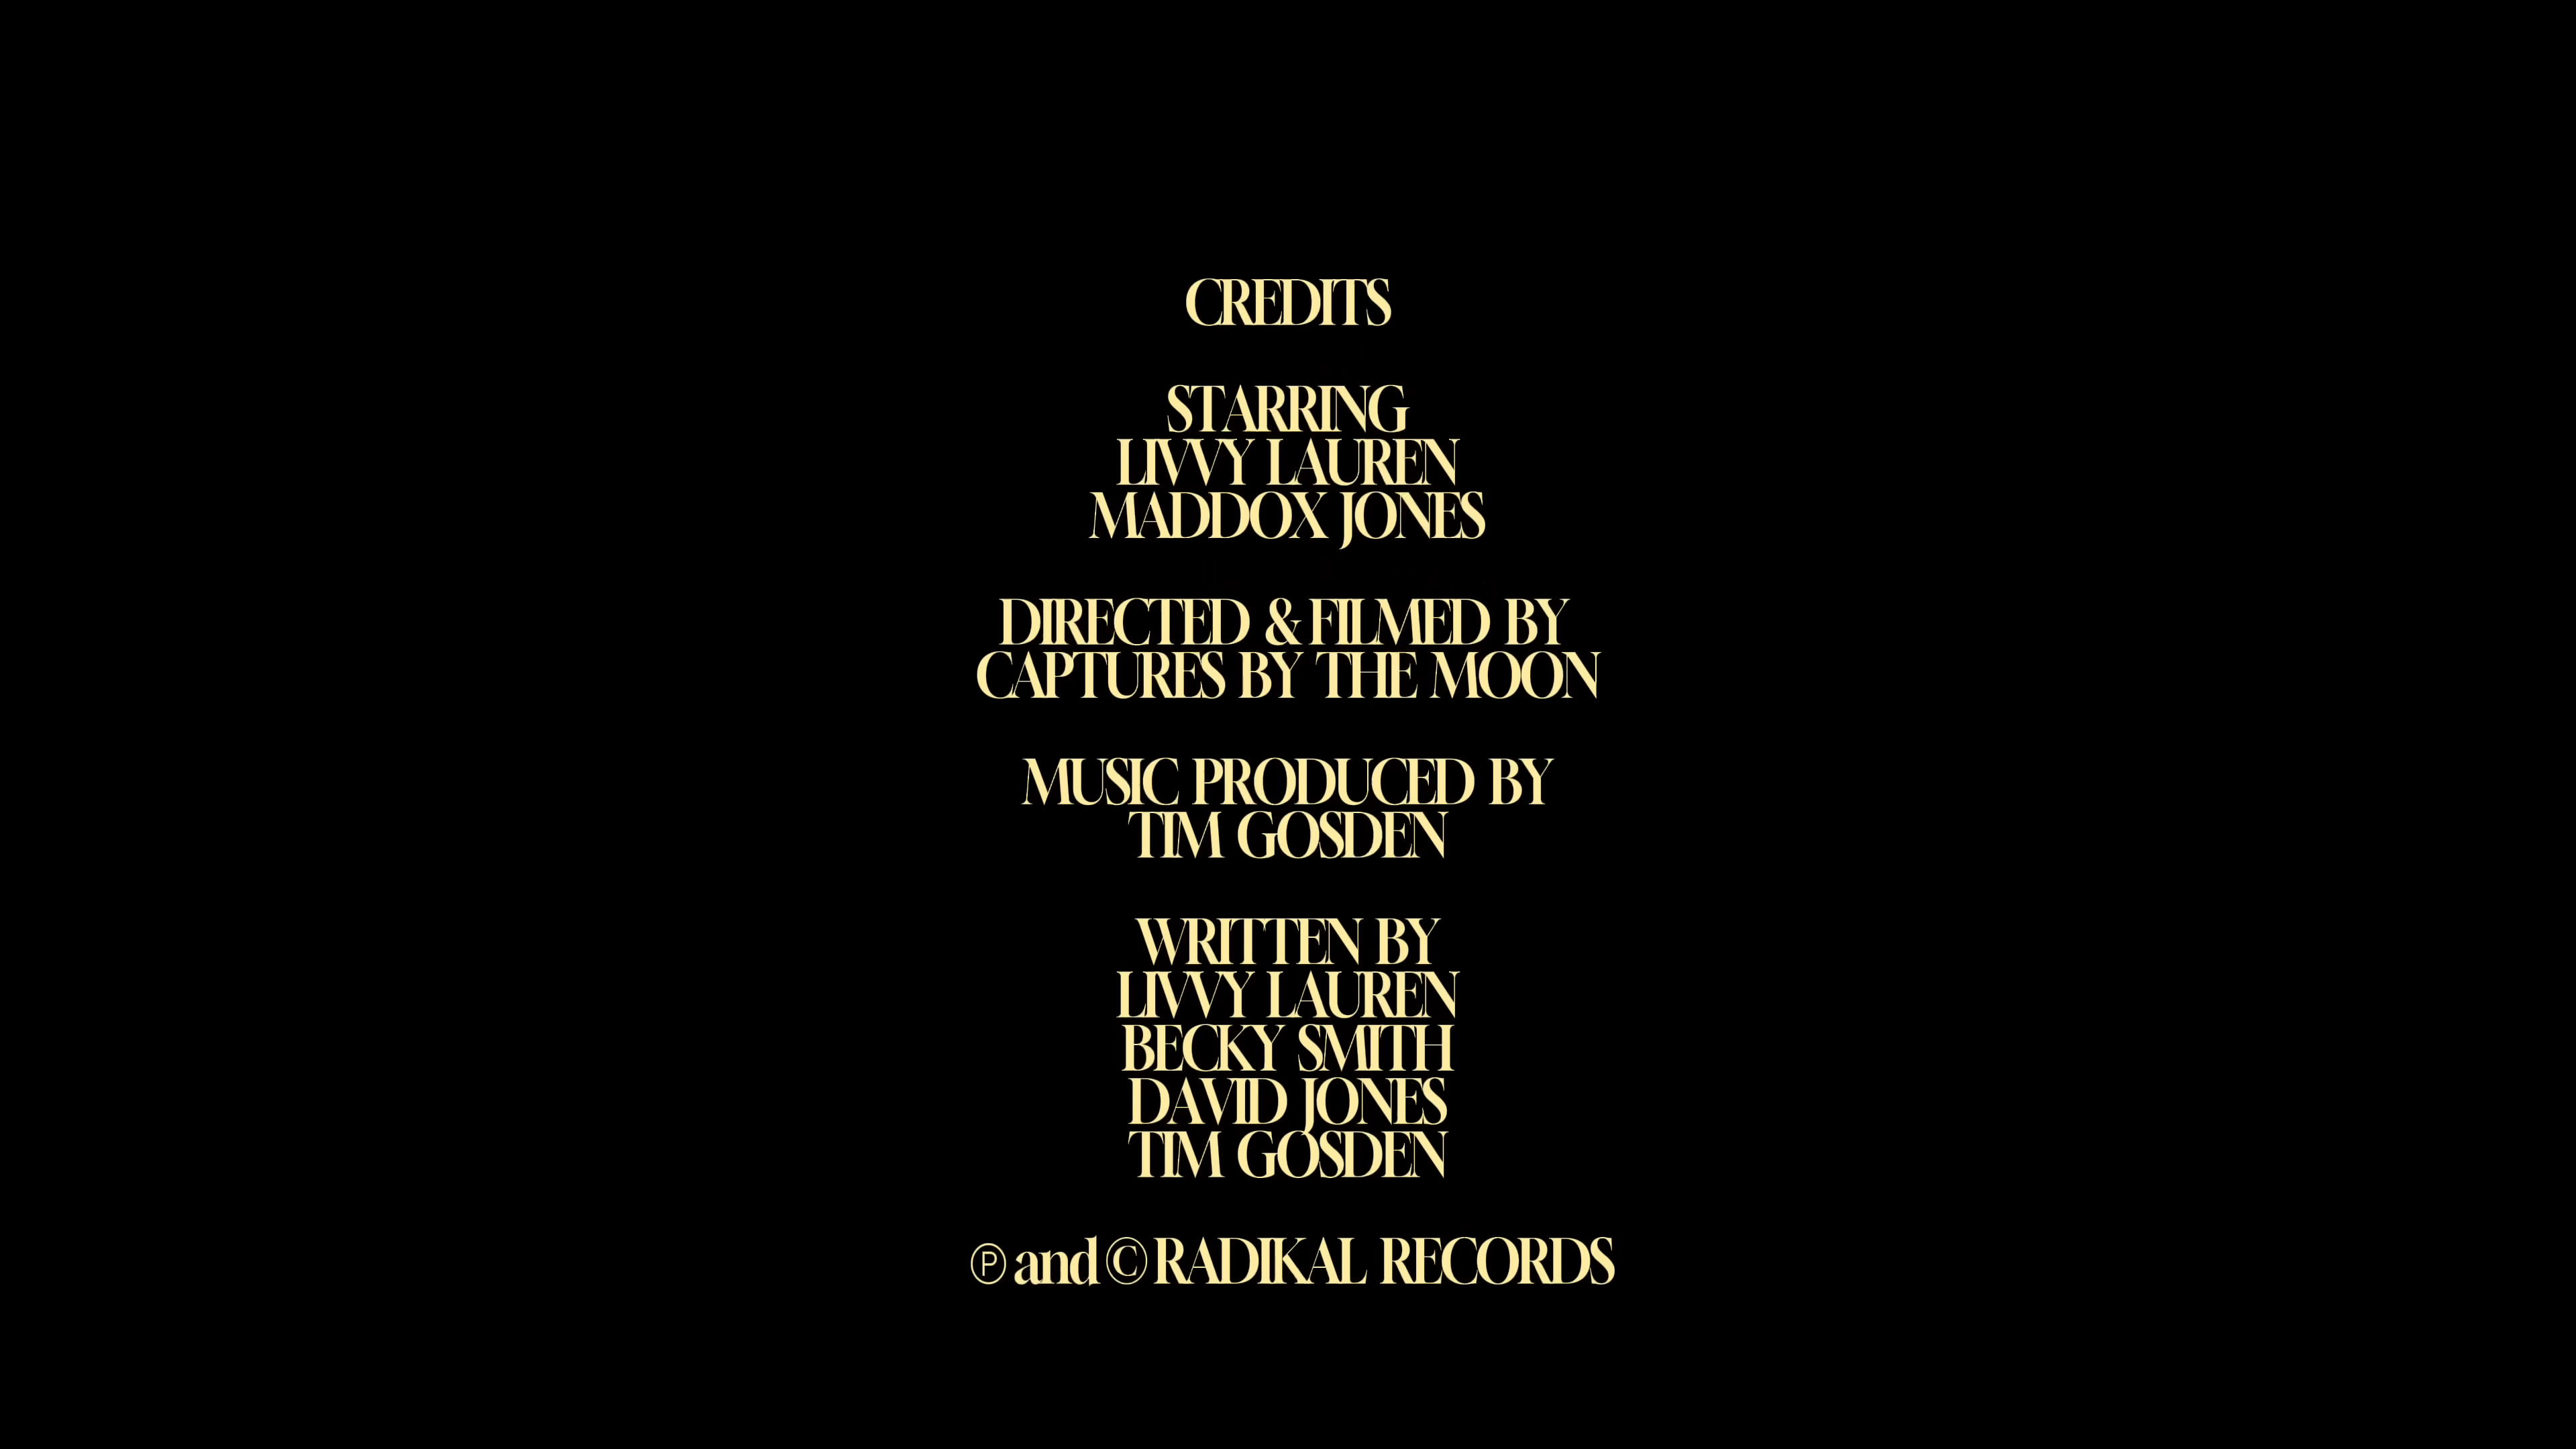 CREDITS
STARRING
LIVVY LAUREN
MADDOX JONES
DIRECTED & FILMED BY
CAPTURES BY THE MOON
MUSIC PRODUCED BY
TIM GOSDEN
WRITTEN BY
LIVVY LAUREN
BECKY SMITH
DAVID JONES
TIM GOSDEN
℗ and © RADIKAL RECORDS